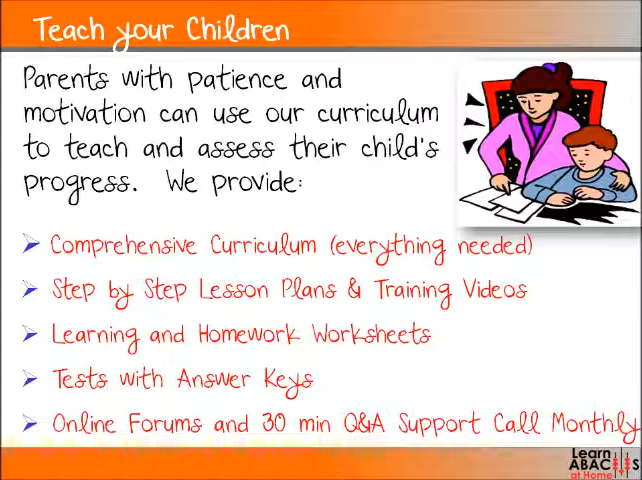 Teach your Children
Parents with patience and
motivation can use our curriculum
to teach and assess their child's
progress. We provide:
Comprehensive Curriculum (everything needed)
Step by Step Lesson Plans & Training Videos
Learning and Homework Worksheets
Tests with Answer Keys
Online Forums and 30 min Q&A Support Call Monthly
Learn
ABACUS
at Home